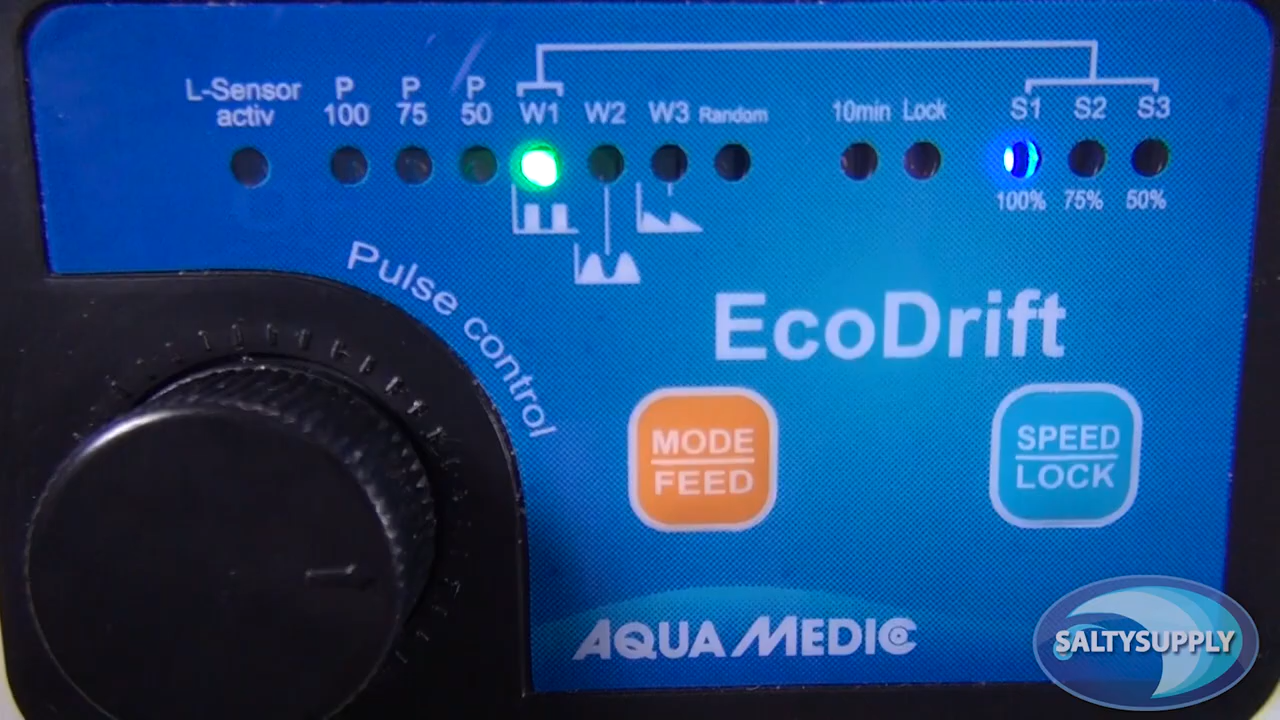 L-Sensor activ
P 100
P 75
P 50
W1
W2
W3
Random
10min
Lock
S1
S2
S3
100%
75%
50%
Pulse control
EcoDrift
MODE
FEED
SPEED
LOCK
AQUA MEDIC
SALTYSUPPLY